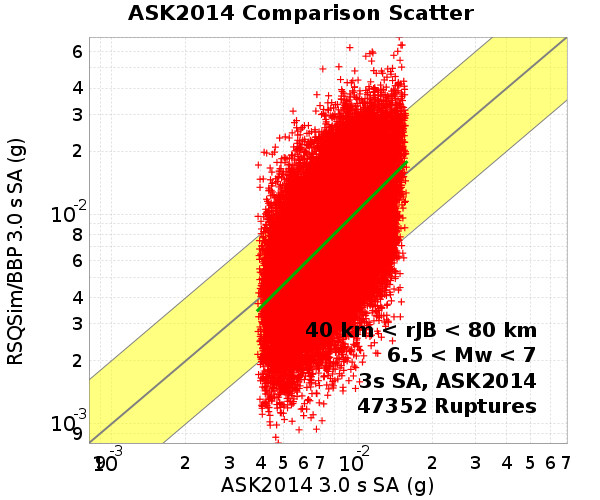 ASK2014 Comparison Scatter
RSQSim/BBP 3.0 s SA (g)
6
4
3
2
10-2
8
6
4
3
2
10-3
9
40 km < rJB < 80 km
6.5 < Mw < 7
3s SA, ASK2014
47352 Ruptures
9 10-3 2 3 4 5 6 7 10-2 2 3 4 5 6 7
ASK2014 3.0 s SA (g)